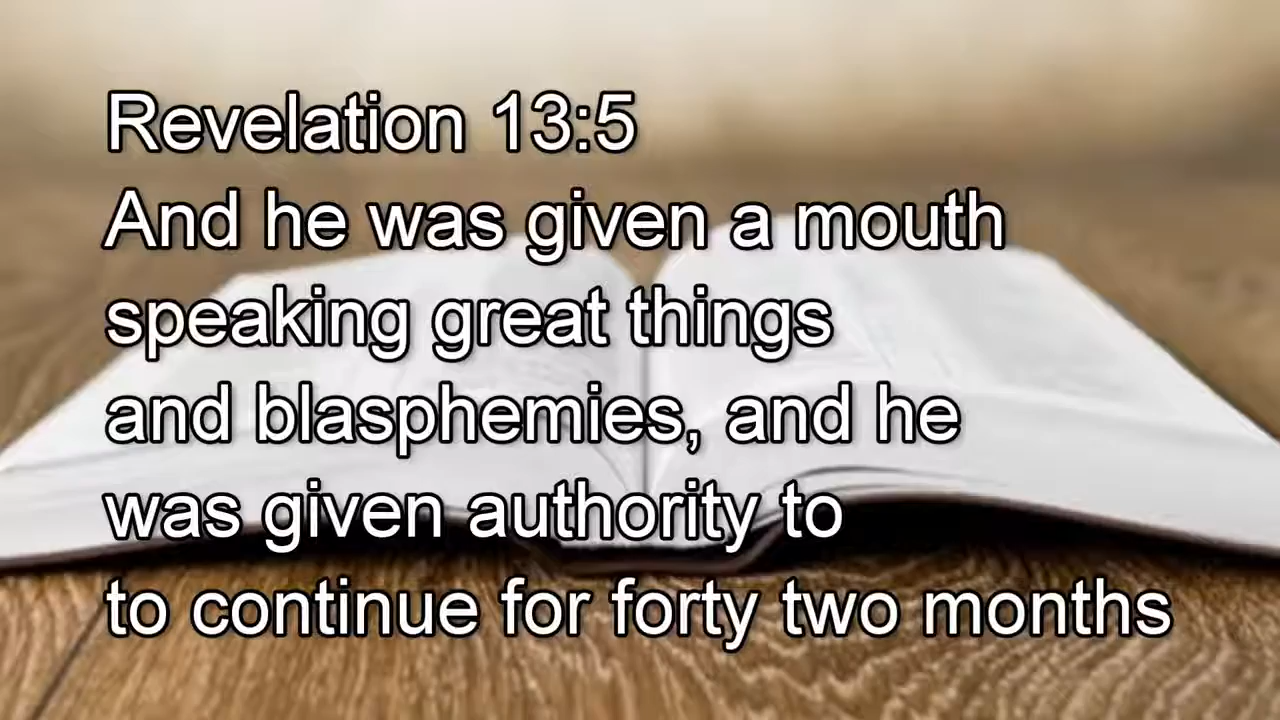 Revelation 13:5
And he was given a mouth
speaking great things
and blasphemies, and he
was given authority to
to continue for forty two months